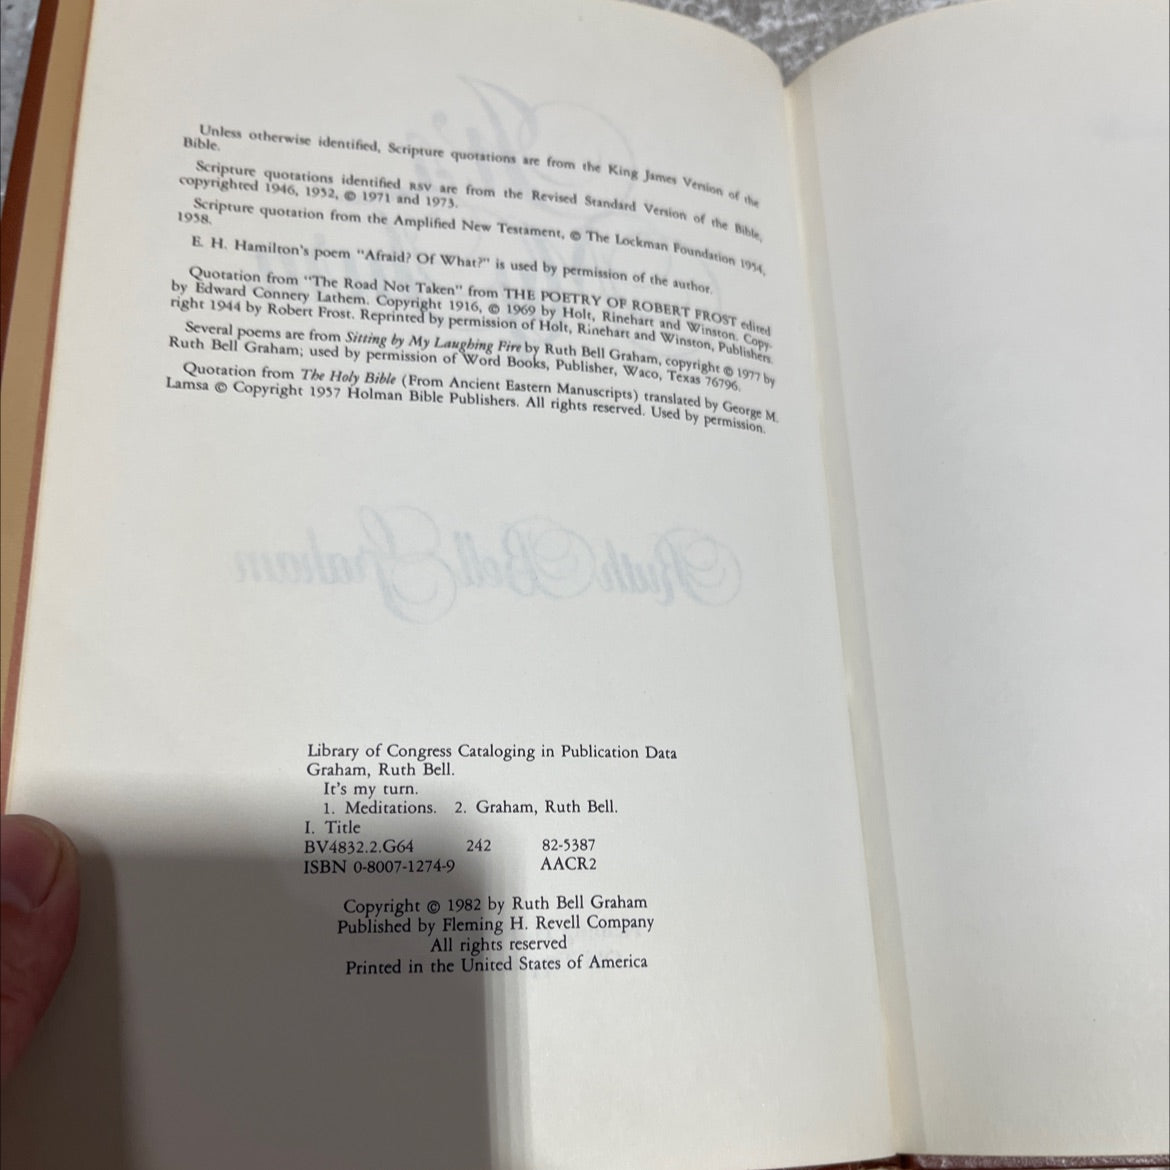 Unless otherwise identified, Scripture quotations are from the King James Version of the
Bible.
Scripture quotations identified RSV are from the Revised Standard Version of the Bible,
copyrighted 1946, 1952, © 1971 and 1973.
Scripture quotation from the Amplified New Testament, © The Lockman Foundation 1954,
1958.
E. H. Hamilton's poem "Afraid? Of What?" is used by permission of the author.
Quotation from "The Road Not Taken" from THE POETRY OF ROBERT FROST edited
by Edward Connery Lathem. Copyright 1916, © 1969 by Holt, Rinehart and Winston. Copy-
right 1944 by Robert Frost. Reprinted by permission of Holt, Rinehart and Winston, Publishers.
Several poems are from Sitting by My Laughing Fire by Ruth Bell Graham, copyright © 1977 by
Ruth Bell Graham; used by permission of Word Books, Publisher, Waco, Texas 76796.
Quotation from The Holy Bible (From Ancient Eastern Manuscripts) translated by George M.
Lamsa © Copyright 1957 Holman Bible Publishers. All rights reserved. Used by permission.
Ruth Bell Graham
Library of Congress Cataloging in Publication Data
Graham, Ruth Bell.
It's my turn.
1. Meditations. 2. Graham, Ruth Bell.
I. Title
BV4832.2.G64 242 82-5387
ISBN 0-8007-1274-9 AACR2
Copyright © 1982 by Ruth Bell Graham
Published by Fleming H. Revell Company
All rights reserved
Printed in the United States of America